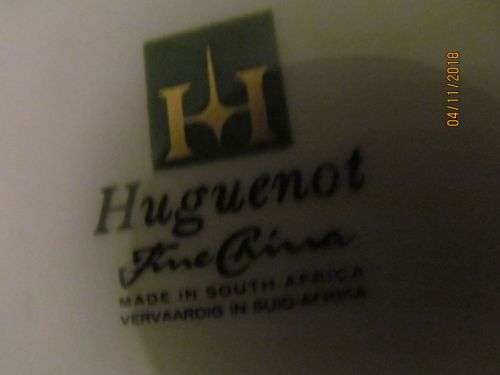 H
Huguenot
Fine China
MADE IN SOUTH AFRICA
VERVAARDIG IN SUID-AFRIKA
04/11/2018